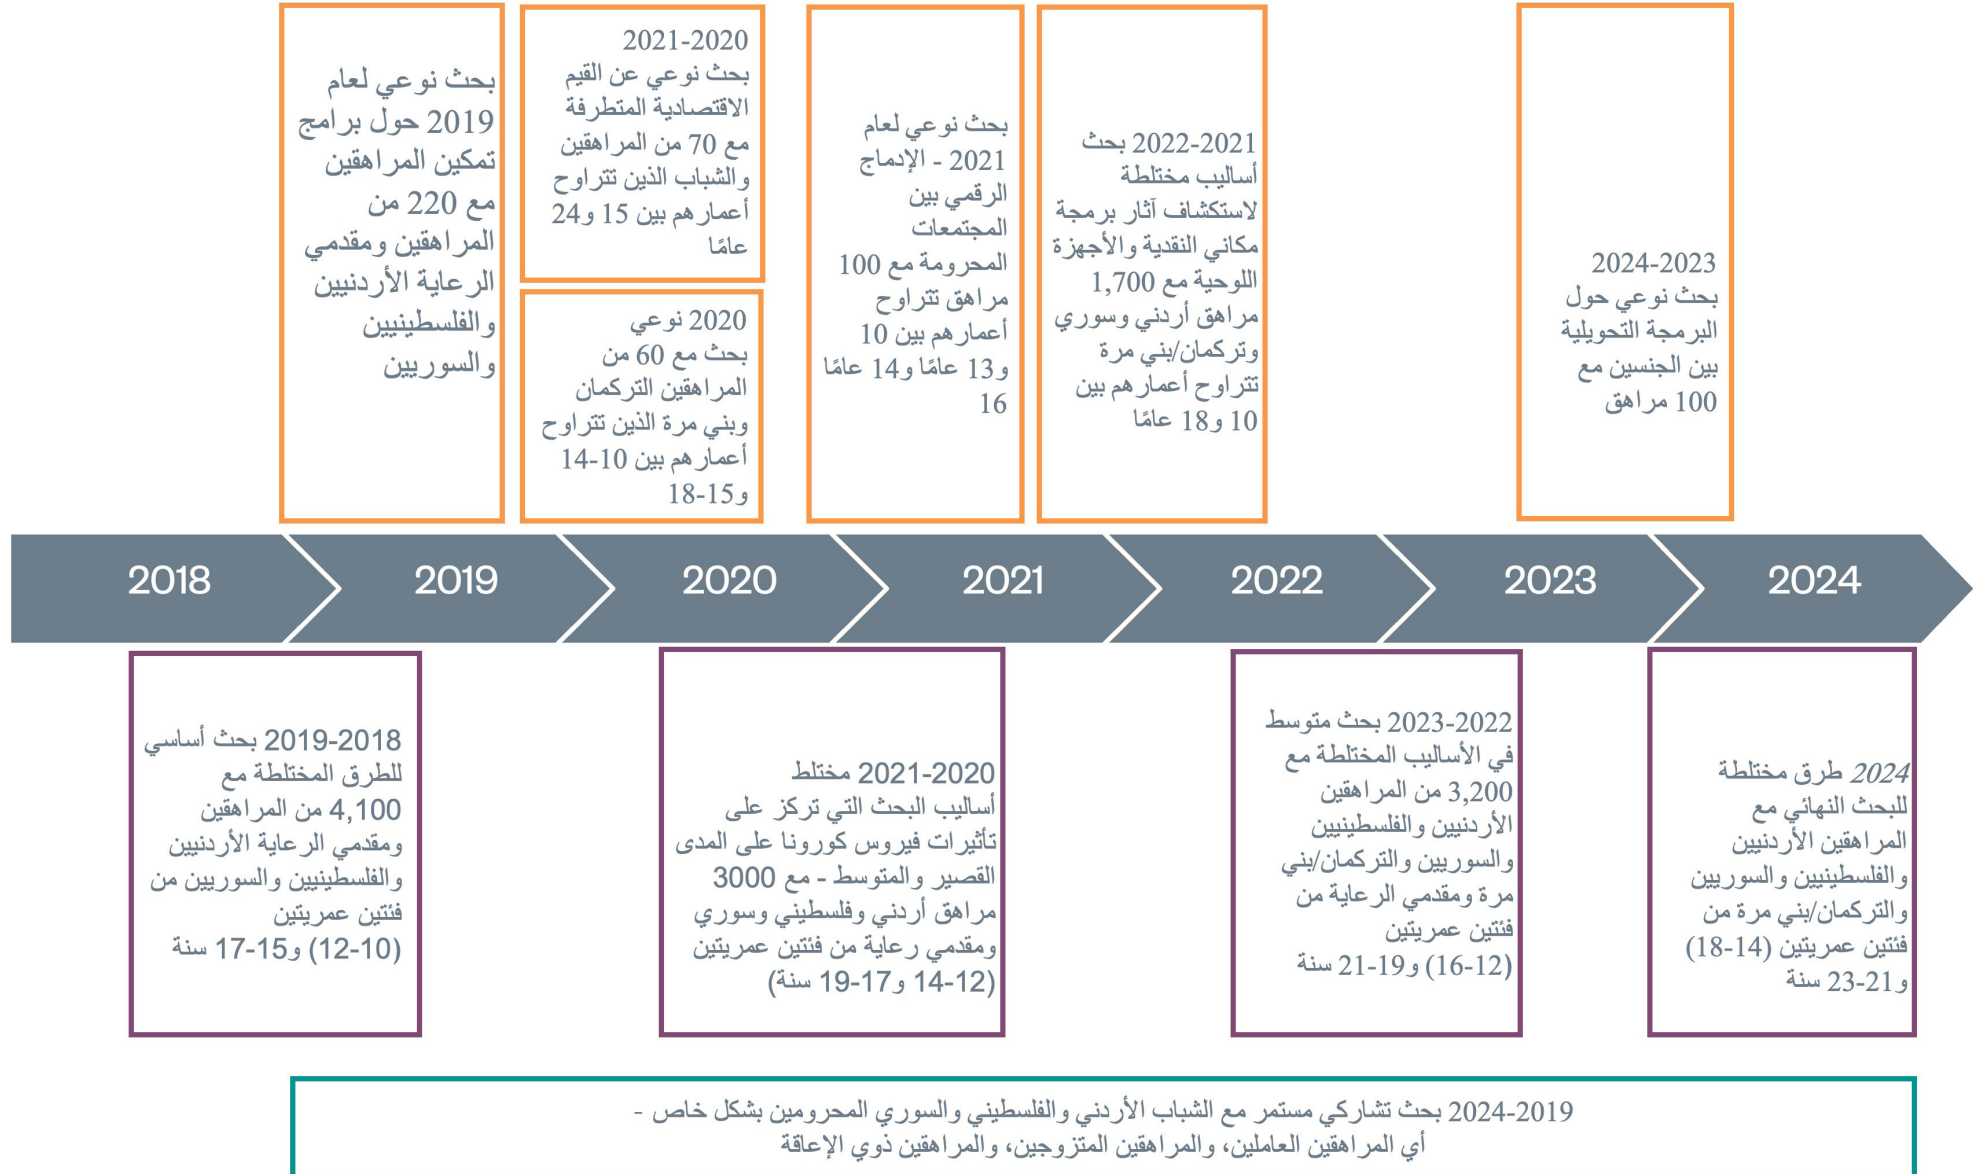 بحث نوعي لعام
2019 حول برامج
تمكين المراهقين
مع 220 من
المراهقين ومقدمي
الرعاية الأردنيين
والفلسطينيين
والسوريين
2021-2020
بحث نوعي عن القيم
الاقتصادية المتطرفة
مع 70 من المراهقين
والشباب الذين تتراوح
أعمارهم بين 15 و24
عامًا
2020 نوعي
بحث مع 60 من
المراهقين التركمان
وبني مرة الذين تتراوح
أعمارهم بين 10-14
و15-18
بحث نوعي لعام
2021 - الإدماج
الرقمي بين
المجتمعات
المحرومة مع 100
مراهق تتراوح
أعمارهم بين 10
و13 عامًا و14 عامًا
16
2022-2021 بحث
أساليب مختلطة
لاستكشاف آثار برمجة
مكاني النقدية والأجهزة
اللوحية مع 1,700
مراهق أردني وسوري
وتركمان/بني مرة
تتراوح أعمارهم بين
10 و18 عامًا
2024-2023
بحث نوعي حول
البرمجة التحويلية
بين الجنسين مع
100 مراهق
2018
2019
2020
2021
2022
2023
2024
2019-2018 بحث أساسي
للطرق المختلطة مع
4,100 من المراهقين
ومقدمي الرعاية الأردنيين
والفلسطينيين والسوريين من
فئتين عمريتين
(10-12) و15-17 سنة
2021-2020 مختلط
أساليب البحث التي تركز على
تأثيرات فيروس كورونا على المدى
القصير والمتوسط - مع 3000
مراهق أردني وفلسطيني وسوري
ومقدمي رعاية من فئتين عمريتين
(12-14 و17-19 سنة)
2023-2022 بحث متوسط
في الأساليب المختلطة مع
3,200 من المراهقين
الأردنيين والفلسطينيين
والسوريين والتركمان/بني
مرة ومقدمي الرعاية من
فئتين عمريتين
(12-16) و19-21 سنة
2024 طرق مختلطة
للبحث النهائي مع
المراهقين الأردنيين
والفلسطينيين والسوريين
والتركمان/بني مرة من
فئتين عمريتين (14-18)
و21-23 سنة
2024-2019 بحث تشاركي مستمر مع الشباب الأردني والفلسطيني والسوري المحرومين بشكل خاص -
أي المراهقين العاملين، والمراهقين المتزوجين، والمراهقين ذوي الإعاقة